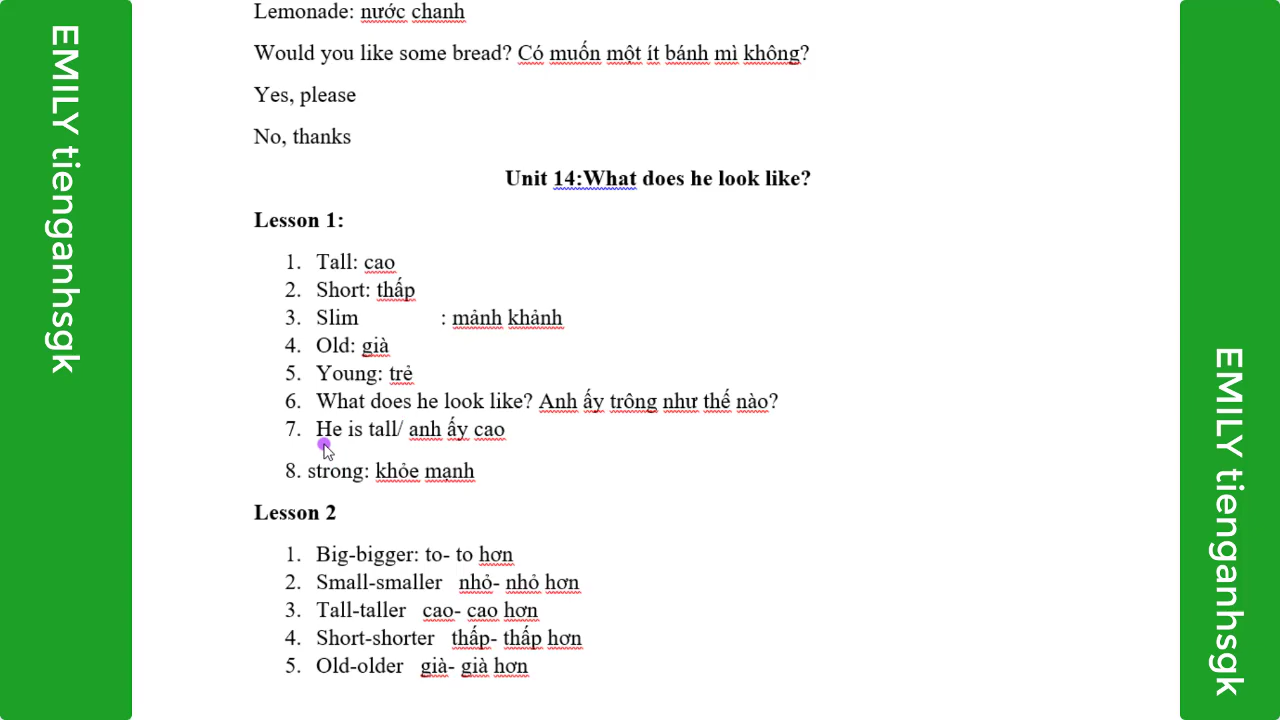 EMILY tienganhsgk
Lemonade: nước chanh
Would you like some bread? Có muốn một ít bánh mì không?
Yes, please
No, thanks
Unit 14:What does he look like?
Lesson 1:
1. Tall: cao
2. Short: thấp
3. Slim : mảnh khảnh
4. Old: già
5. Young: trẻ
6. What does he look like? Anh ấy trông như thế nào?
7. He is tall/ anh ấy cao
8. strong: khỏe mạnh
Lesson 2
1. Big-bigger: to- to hơn
2. Small-smaller nhỏ- nhỏ hơn
3. Tall-taller cao- cao hơn
4. Short-shorter thấp- thấp hơn
5. Old-older già- già hơn
EMILY tienganhsgk